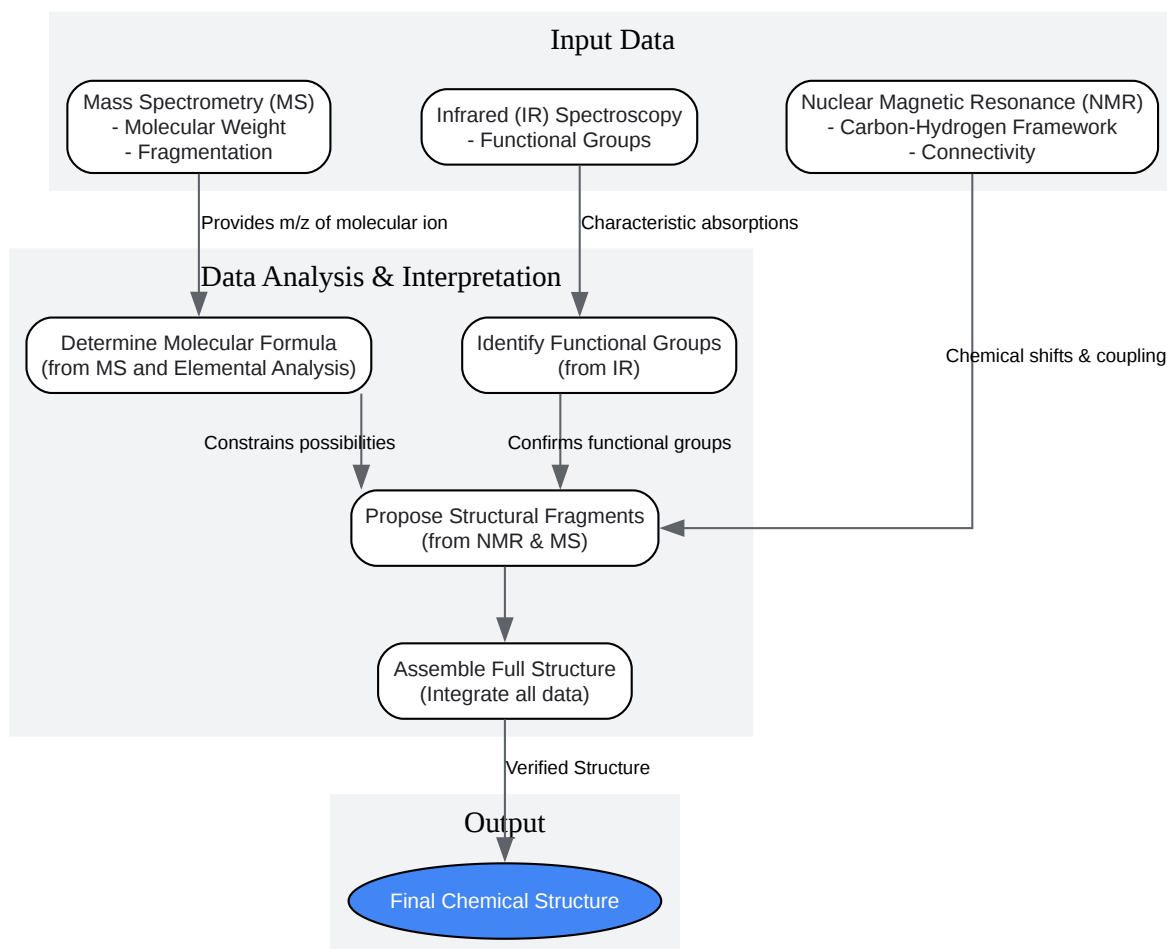 Input Data
Mass Spectrometry (MS)
- Molecular Weight
- Fragmentation
Infrared (IR) Spectroscopy
- Functional Groups
Nuclear Magnetic Resonance (NMR)
- Carbon-Hydrogen Framework
- Connectivity
Provides m/z of molecular ion
Characteristic absorptions
Chemical shifts & coupling
Data Analysis & Interpretation
Determine Molecular Formula
(from MS and Elemental Analysis)
Identify Functional Groups
(from IR)
Constrains possibilities
Confirms functional groups
Propose Structural Fragments
(from NMR & MS)
Assemble Full Structure
(Integrate all data)
Verified Structure
Output
Final Chemical Structure